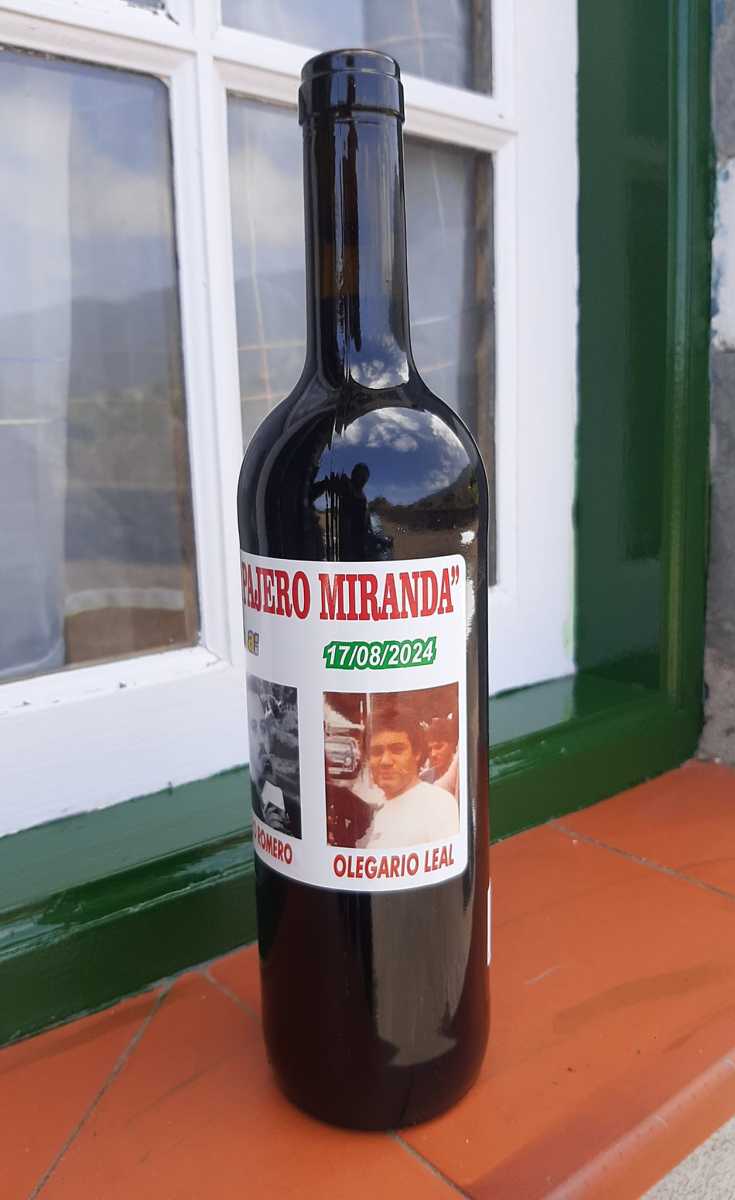 PAJERO MIRANDA”
17/08/2024
ROMERO
OLEGARIO LEAL